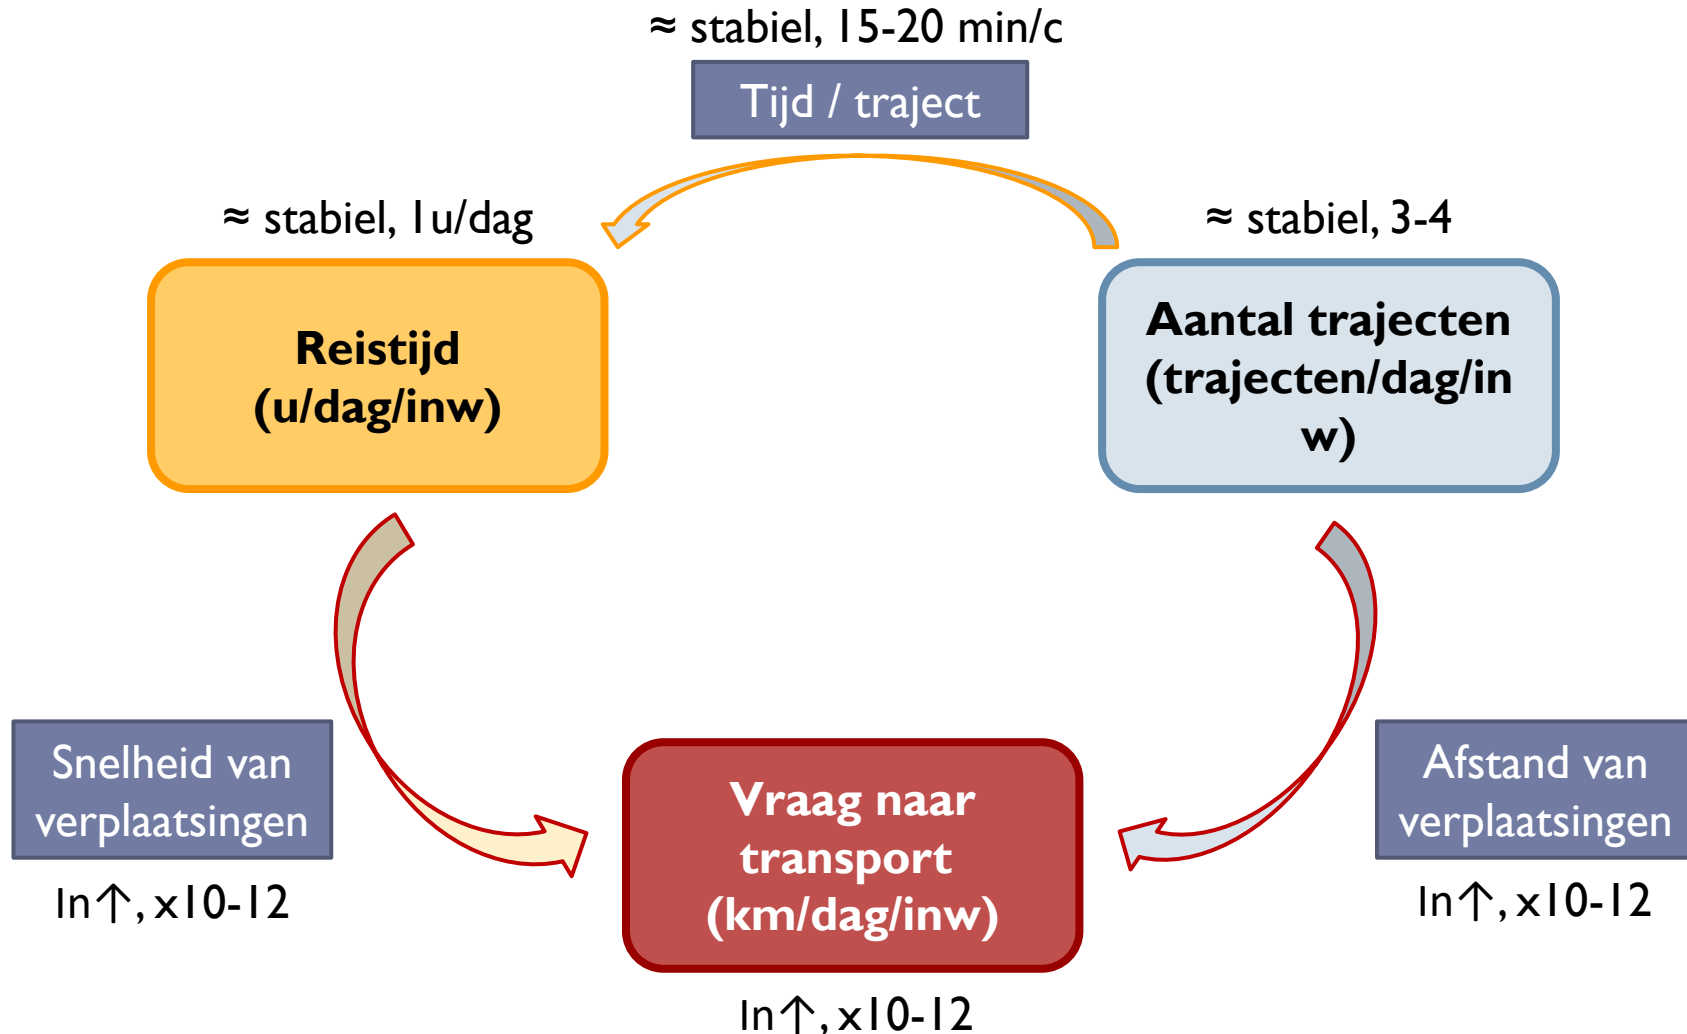 ≈ stabiel, 15-20 min/c
Tijd / traject
≈ stabiel, 1u/dag
≈ stabiel, 3-4
Reistijd
(u/dag/inw)
Aantal trajecten
(trajecten/dag/in
w)
Snelheid van
verplaatsingen
In↑, x10-12
Vraag naar
transport
(km/dag/inw)
In↑, x10-12
Afstand van
verplaatsingen
In↑, x10-12